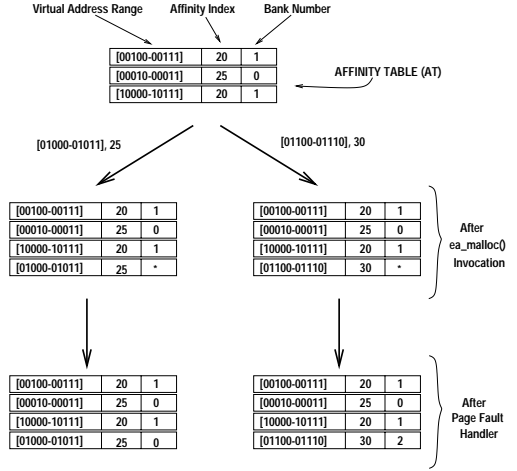 Virtual Address Range Affinity Index Bank Number
[00100-00111] 20 1
[00010-00011] 25 0
[10000-10111] 20 1
AFFINITY TABLE (AT)
[01000-01011], 25
[01100-01110], 30
[00100-00111] 20 1
[00010-00011] 25 0
[10000-10111] 20 1
[01000-01011] 25 *
[00100-00111] 20 1
[00010-00011] 25 0
[10000-10111] 20 1
[01100-01110] 30 *
After
ea_malloc()
Invocation
[00100-00111] 20 1
[00010-00011] 25 0
[10000-10111] 20 1
[01000-01011] 25 0
[00100-00111] 20 1
[00010-00011] 25 0
[10000-10111] 20 1
[01100-01110] 30 2
After
Page Fault
Handler